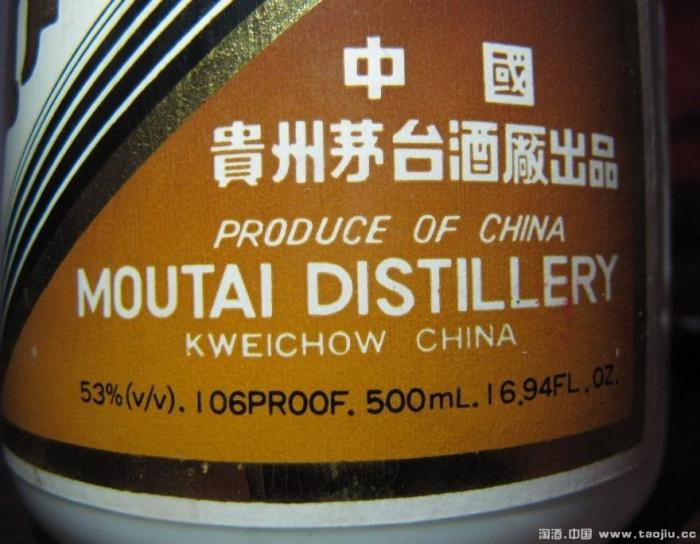 中 國
貴州茅台酒廠出品
PRODUCE OF CHINA
MOUTAI DISTILLERY
KWEICHOW CHINA
53%(v/v). 106PROOF. 500mL. 16.94FL.OZ.
淘酒.中国 www.taojiu.cc